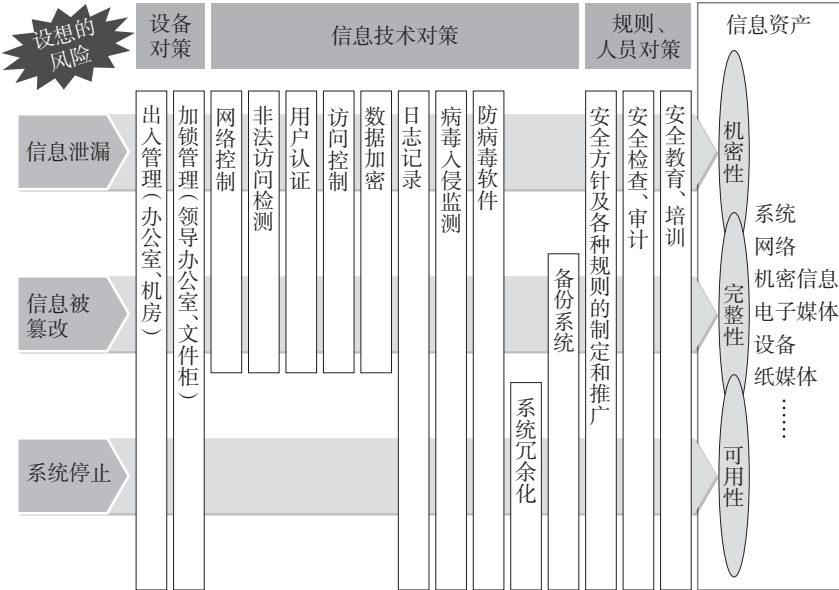 设想的
风险
设备
对策
信息技术对策
规则、
人员对策
信息资产
信息泄漏
信息被
篡改
系统停止
出入管理(办公室、机房)
加锁管理(领导办公室、文件柜)
网络控制
非法访问检测
用户认证
访问控制
数据加密
日志记录
病毒入侵监测
防病毒软件
系统冗余化
备份系统
安全方针及各种规则的制定和推广
安全检查、审计
安全教育、培训
机密性
完整性
可用性
系统
网络
机密信息
电子媒体
设备
纸媒体
……